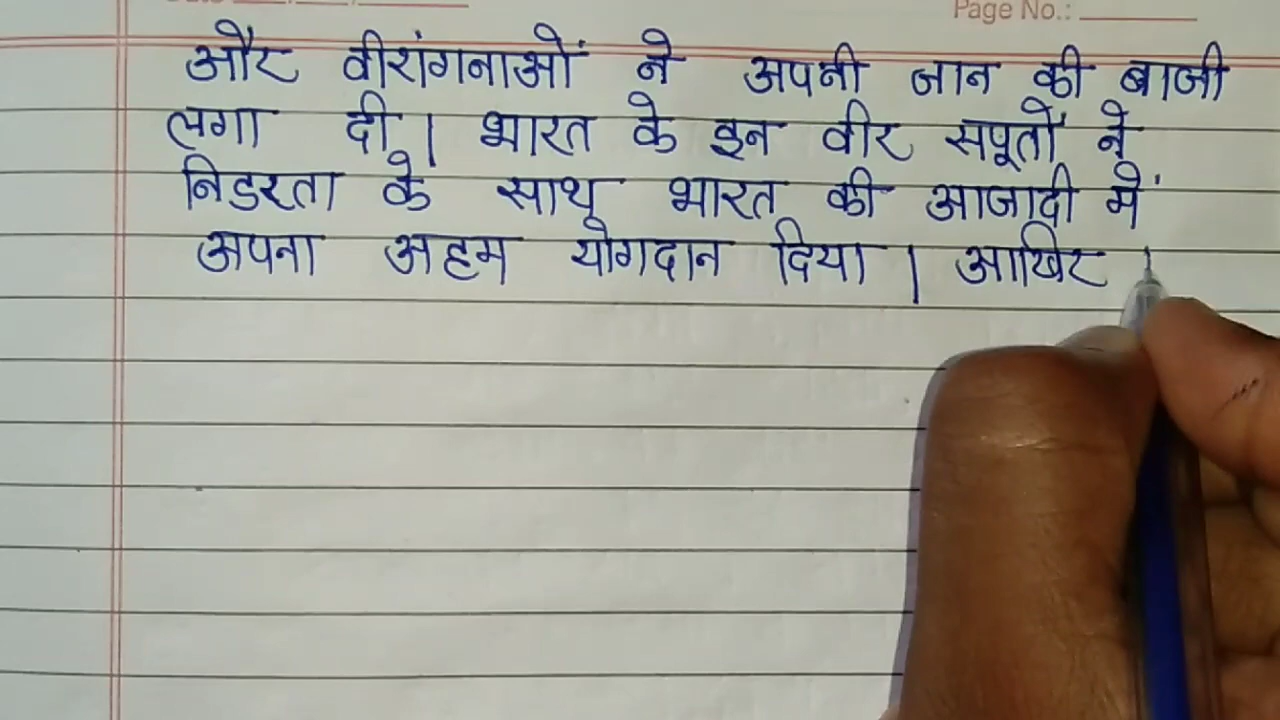 Page No.:
और वीरांगनाओं ने अपनी जान की बाजी
लगा दी। भारत के इन वीर सपूतों ने
निडरता के साथ भारत की आजादी में
अपना अहम योगदान दिया। आखिर